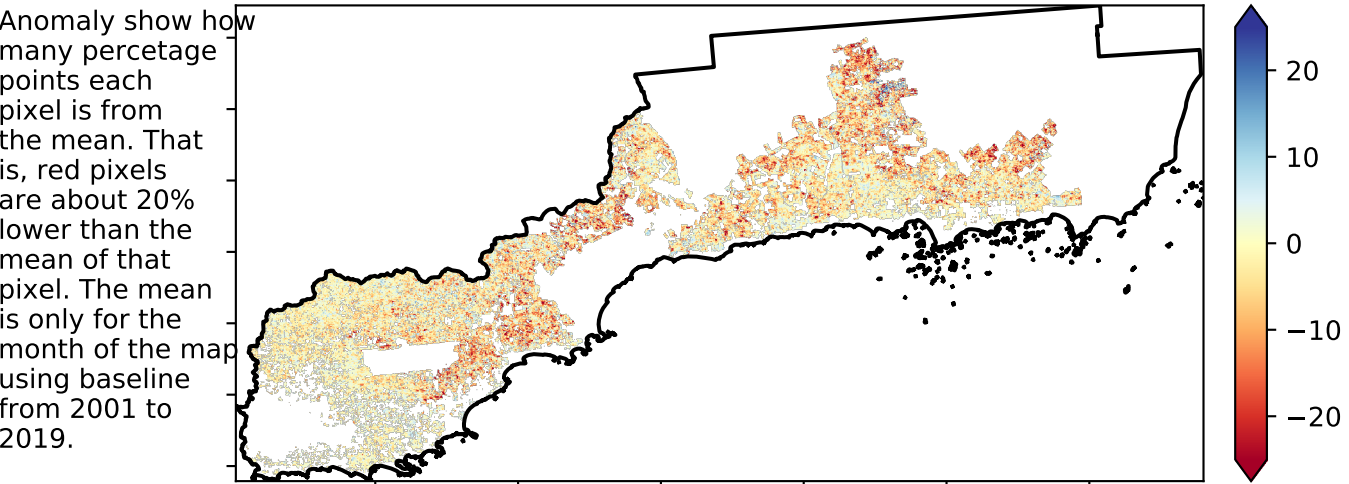 Anomaly show how
many percetage
points each
pixel is from
the mean. That
is, red pixels
are about 20%
lower than the
mean of that
pixel. The mean
is only for the
month of the map
using baseline
from 2001 to
2019.
20
10
0
−10
−20